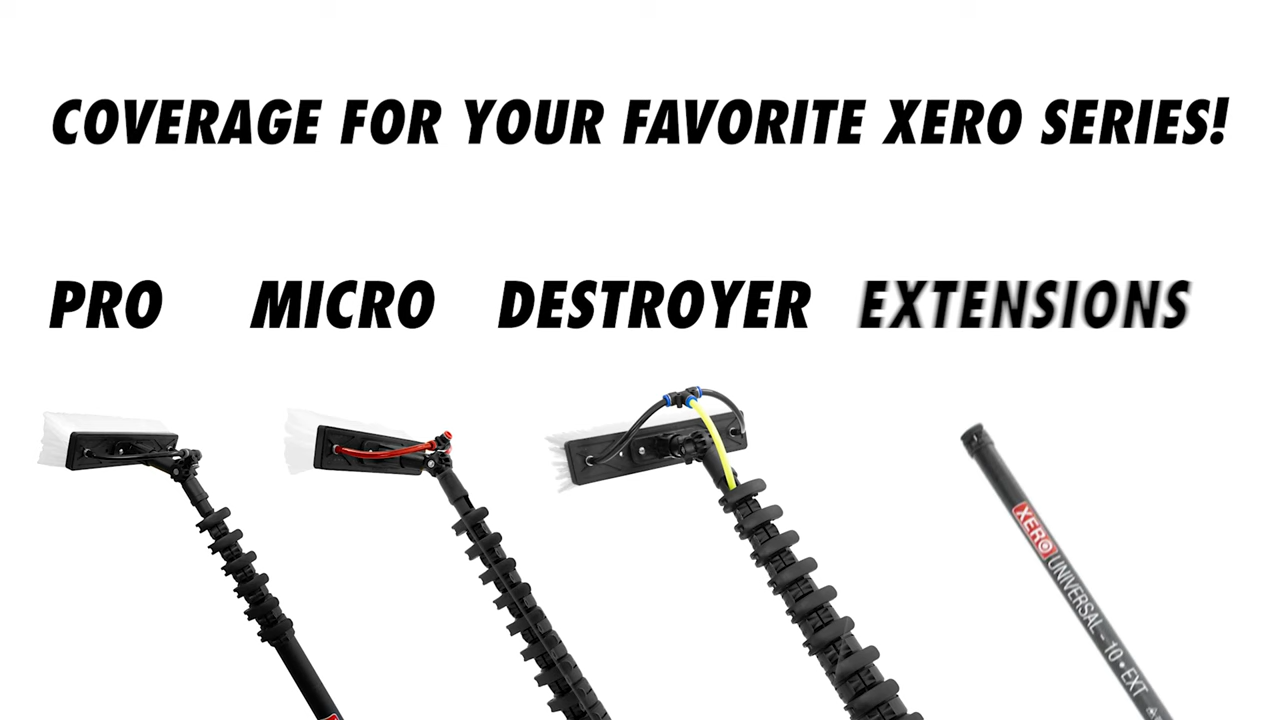 COVERAGE FOR YOUR FAVORITE XERO SERIES!
PRO MICRO DESTROYER EXTENSIONS
XERO UNIVERSAL - 10 • EXT